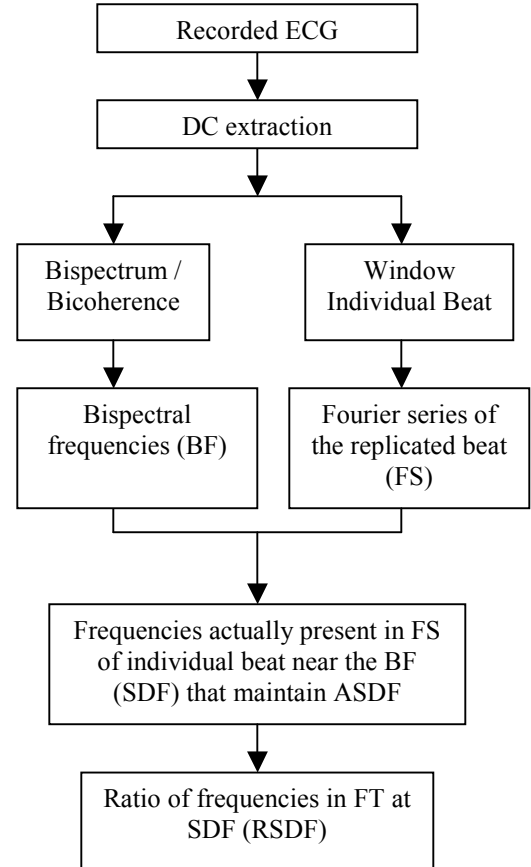 Recorded ECG
DC extraction
Bispectrum /
Bicoherence
Window
Individual Beat
Bispectral
frequencies (BF)
Fourier series of
the replicated beat
(FS)
Frequencies actually present in FS
of individual beat near the BF
(SDF) that maintain ASDF
Ratio of frequencies in FT at
SDF (RSDF)